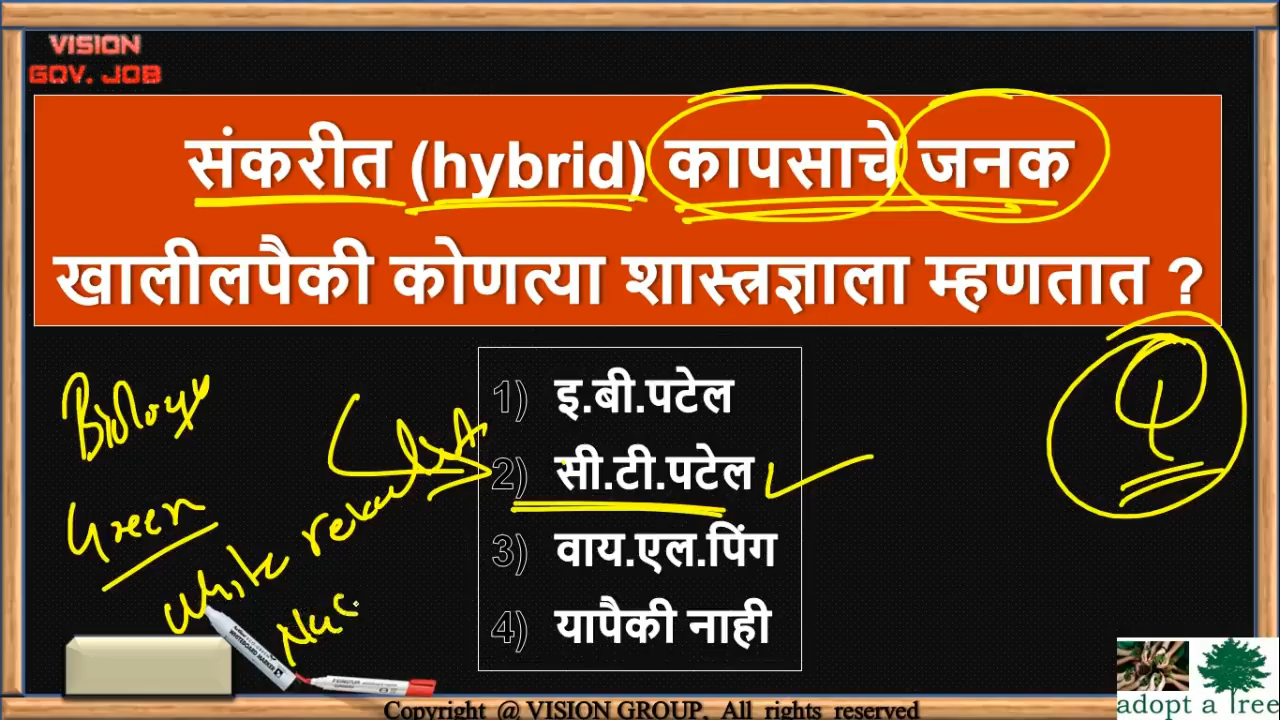 VISION
GOV. JOB
संकरीत (hybrid) कापसाचे जनक
खालीलपैकी कोणत्या शास्त्रज्ञाला म्हणतात ?
1) इ.बी.पटेल
2) सी.टी.पटेल
3) वाय.एल.पिंग
4) यापैकी नाही
Biology
Green
White
adopt a Tree
Copyright @ VISION GROUP, All rights reserved